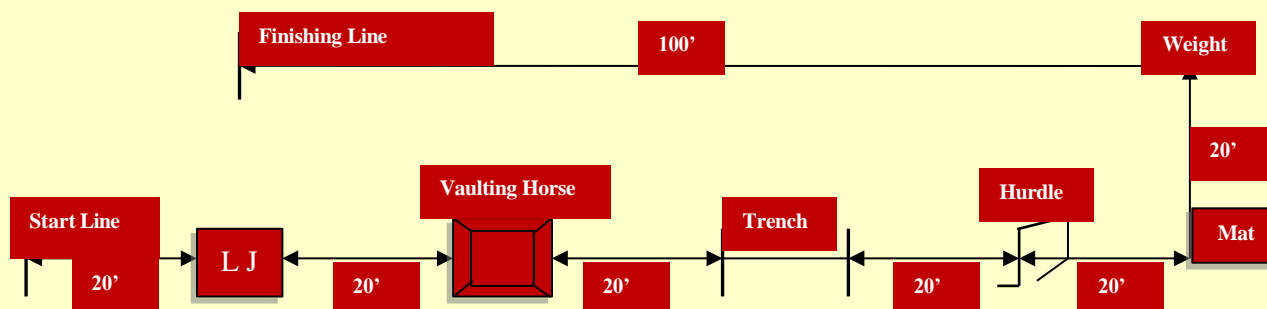 Finishing Line
100’
Weight
20’
Vaulting Horse
Hurdle
Start Line
Trench
Mat
L J
20’
20’
20’
20’
20’